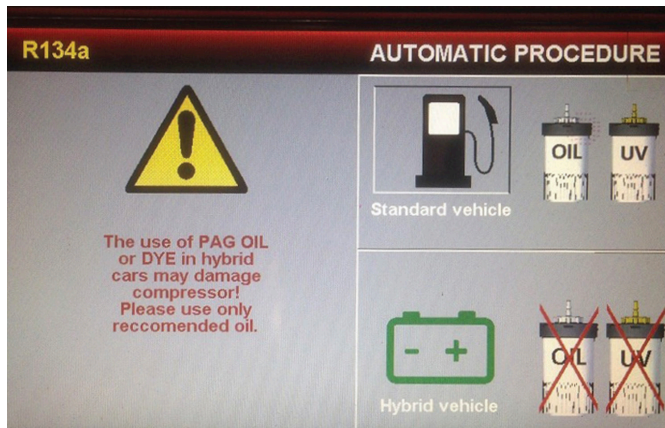 R134a
AUTOMATIC PROCEDURE
The use of PAG OIL
or DYE in hybrid
cars may damage
compressor!
Please use only
reccomended oil.
OIL UV
Standard vehicle
- +
OIL UV
Hybrid vehicle